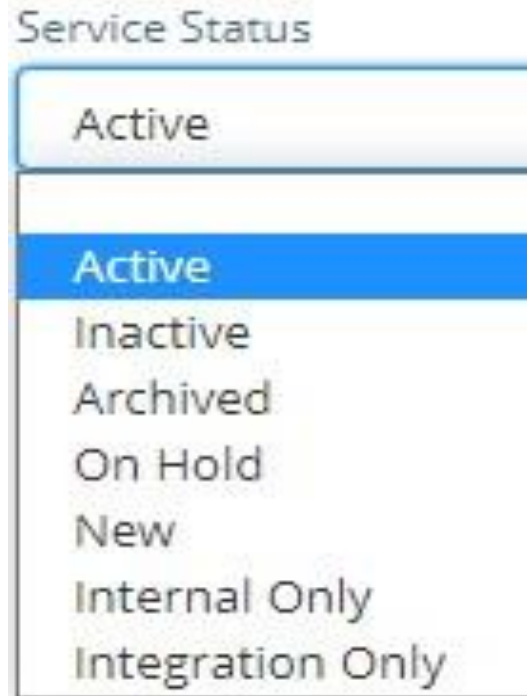 Service Status
Active
Active
Inactive
Archived
On Hold
New
Internal Only
Integration Only